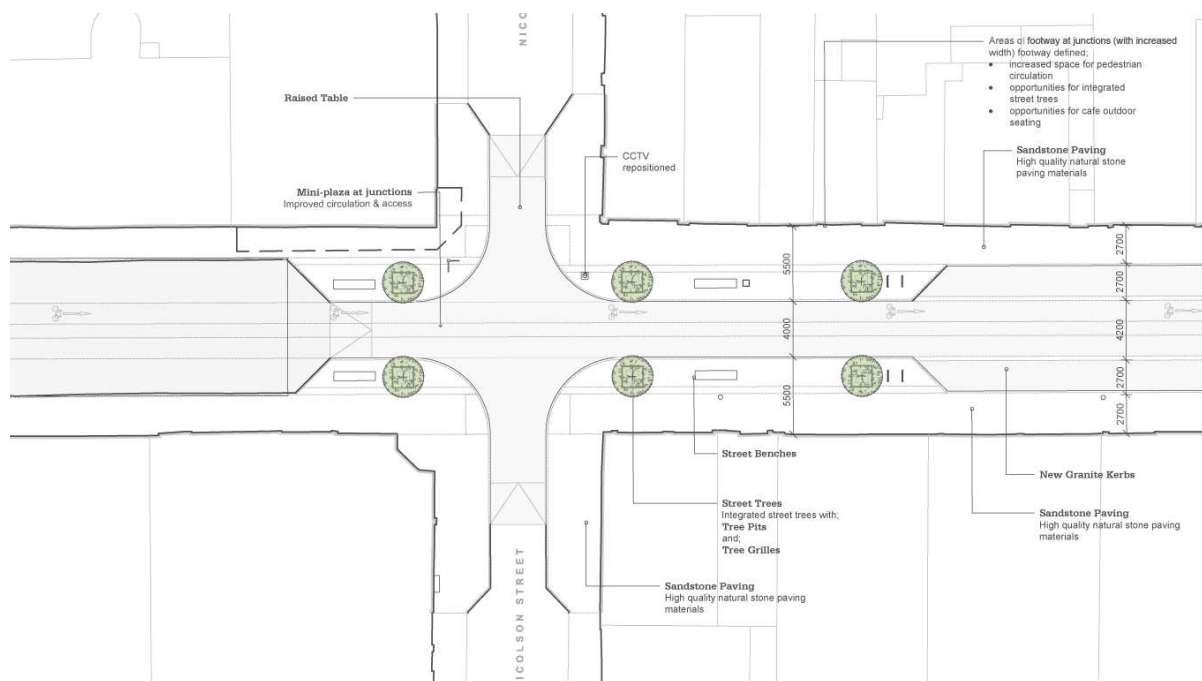 NICO
Areas of footway at junctions (with increased
width) footway defined;
• increased space for pedestrian
circulation
• opportunities for integrated
street trees
• opportunities for cafe outdoor
seating
Raised Table
CCTV
repositioned
Sandstone Paving
High quality natural stone
paving materials
Mini-plaza at junctions
Improved circulation & access
5500
4000
5500
2700
2700
4200
2700
2700
Street Benches
New Granite Kerbs
Street Trees
Integrated street trees with;
Tree Pits
and;
Tree Grilles
Sandstone Paving
High quality natural stone paving
materials
Sandstone Paving
High quality natural stone paving
materials
NICOLSON STREET